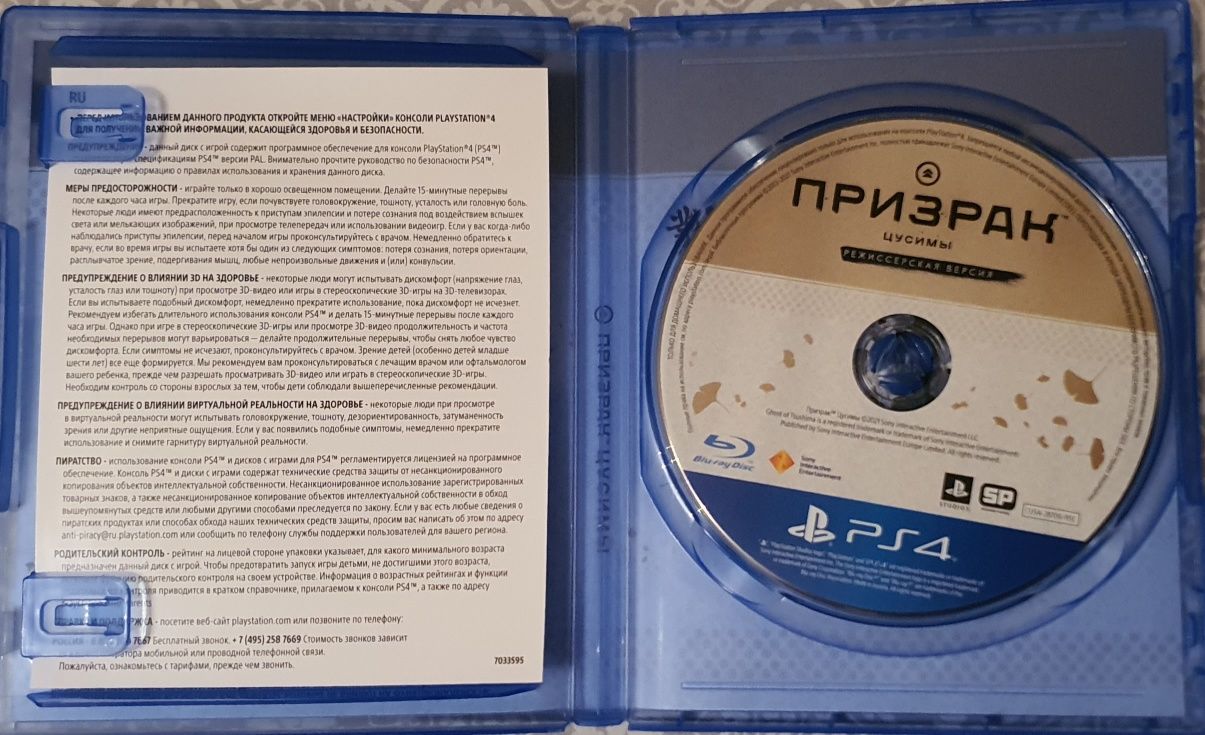 RU
ОВАНИЕМ ДАННОГО ПРОДУКТА ОТКРОЙТЕ МЕНЮ «НАСТРОЙКИ» КОНСОЛИ PLAYSTATION®4
ДЛЯ ПОЛУЧЕНИЯ ВАЖНОЙ ИНФОРМАЦИИ, КАСАЮЩЕЙСЯ ЗДОРОВЬЯ И БЕЗОПАСНОСТИ.
ПРЕДУПРЕЖДЕНИЕ - данный диск с игрой содержит программное обеспечение для консоли PlayStation®4 (PS4™)
спецификациям PS4™ версии PAL. Внимательно прочтите руководство по безопасности PS4™,
содержащее информацию о правилах использования и хранения данного диска.
МЕРЫ ПРЕДОСТОРОЖНОСТИ - играйте только в хорошо освещенном помещении. Делайте 15-минутные перерывы
после каждого часа игры. Прекратите игру, если почувствуете головокружение, тошноту, усталость или головную боль.
Некоторые люди имеют предрасположенность к приступам эпилепсии и потере сознания под воздействием вспышек
света или мелькающих изображений, при просмотре телепередач или использовании видеоигр. Если у вас когда-либо
наблюдались приступы эпилепсии, перед началом игры проконсультируйтесь с врачом. Немедленно обратитесь к
врачу, если во время игры вы испытаете хотя бы один из следующих симптомов: потеря сознания, потеря ориентации,
расплывчатое зрение, подергивания мышц, любые непроизвольные движения и (или) конвульсии.
ПРЕДУПРЕЖДЕНИЕ О ВЛИЯНИИ 3D НА ЗДОРОВЬЕ - некоторые люди могут испытывать дискомфорт (напряжение глаз,
усталость глаз или тошноту) при просмотре 3D-видео или игры в стереоскопические 3D-игры на 3D-телевизорах.
Если вы испытываете подобный дискомфорт, немедленно прекратите использование, пока дискомфорт не исчезнет.
Рекомендуем избегать длительного использования консоли PS4™ и делать 15-минутные перерывы после каждого
часа игры. Однако при игре в стереоскопические 3D-игры или просмотре 3D-видео продолжительность и частота
необходимых перерывов могут варьироваться — делайте продолжительные перерывы, чтобы снять любое чувство
дискомфорта. Если симптомы не исчезают, проконсультируйтесь с врачом. Зрение детей (особенно детей младше
шести лет) все еще формируется. Мы рекомендуем вам проконсультироваться с лечащим врачом или офтальмологом
вашего ребенка, прежде чем разрешать просматривать 3D-видео или играть в стереоскопические 3D-игры.
Необходим контроль со стороны взрослых за тем, чтобы дети соблюдали вышеперечисленные рекомендации.
ПРЕДУПРЕЖДЕНИЕ О ВЛИЯНИИ ВИРТУАЛЬНОЙ РЕАЛЬНОСТИ НА ЗДОРОВЬЕ - некоторые люди при просмотре
в виртуальной реальности могут испытывать головокружение, тошноту, дезориентированность, затуманенность
зрения или другие неприятные ощущения. Если у вас появились подобные симптомы, немедленно прекратите
использование и снимите гарнитуру виртуальной реальности.
ПИРАТСТВО - использование консоли PS4™ и дисков с играми для PS4™ регламентируется лицензией на программное
обеспечение. Консоль PS4™ и диски с играми содержат технические средства защиты от несанкционированного
копирования объектов интеллектуальной собственности. Несанкционированное использование зарегистрированных
товарных знаков, а также несанкционированное копирование объектов интеллектуальной собственности в обход
вышеупомянутых средств или любыми другими способами преследуется по закону. Если у вас есть любые сведения о
пиратских продуктах или способах обхода наших технических средств защиты, просим вас написать об этом по адресу
anti-piracy@ru.playstation.com или сообщить по телефону службы поддержки пользователей для вашего региона.
РОДИТЕЛЬСКИЙ КОНТРОЛЬ - рейтинг на лицевой стороне упаковки указывает, для какого минимального возраста
предназначен данный диск с игрой. Чтобы предотвратить запуск игры детьми, не достигшими этого возраста,
родительского контроля на своем устройстве. Информация о возрастных рейтингах и функции
приводится в кратком справочнике, прилагаемом к консоли PS4™, а также по адресу
- посетите веб-сайт playstation.com или позвоните по телефону:
7667 Бесплатный звонок. + 7 (495) 258 7669 Стоимость звонков зависит
мобильной или проводной телефонной связи.
Пожалуйста, ознакомьтесь с тарифами, прежде чем звонить.
7033595
ПРИЗРАК ЦУСИМЫ
ПРИЗРАК™
ЦУСИМЫ
РЕЖИССЕРСКАЯ ВЕРСИЯ
Призрак™ Цусимы ©2021 Sony Interactive Entertainment LLC.
Ghost of Tsushima is a registered trademark or trademark of Sony Interactive Entertainment LLC.
Published by Sony Interactive Entertainment Europe Limited. All rights reserved.
Blu-ray Disc
Sony
Interactive
Entertainment
STUDIOS
SP
PS4